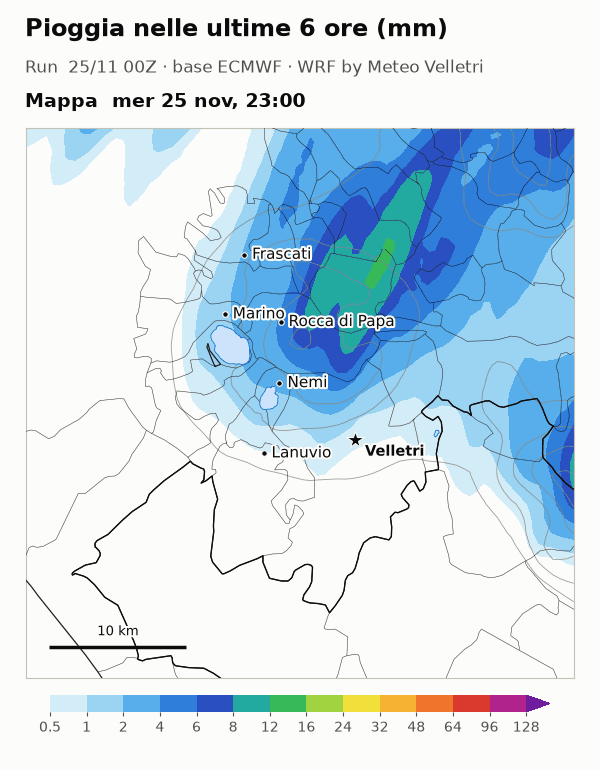 Pioggia nelle ultime 6 ore (mm)
Run  25/11 00Z · base ECMWF · WRF by Meteo Velletri
Mappa  mer 25 nov, 23:00
Frascati
Marino
Rocca di Papa
Nemi
Velletri
Lanuvio
10 km
0.5 1 2 4 6 8 12 16 24 32 48 64 96 128